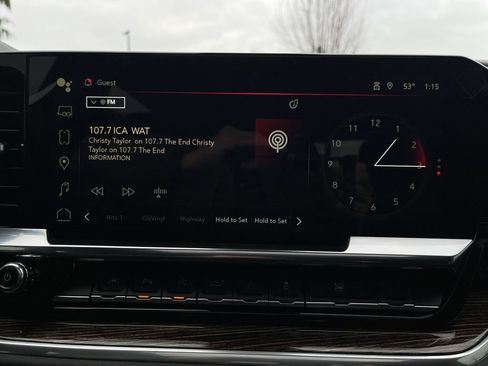 Guest
53° 1:15
FM
107.7 ICA WAT
Christy Taylor on 107.7 The End Christy
Taylor on 107.7 The End
INFORMATION
12
1
2
3
4
5
6
7
8
9
10
11
Hits 1 ClsVinyl Highway Hold to Set Hold to Set